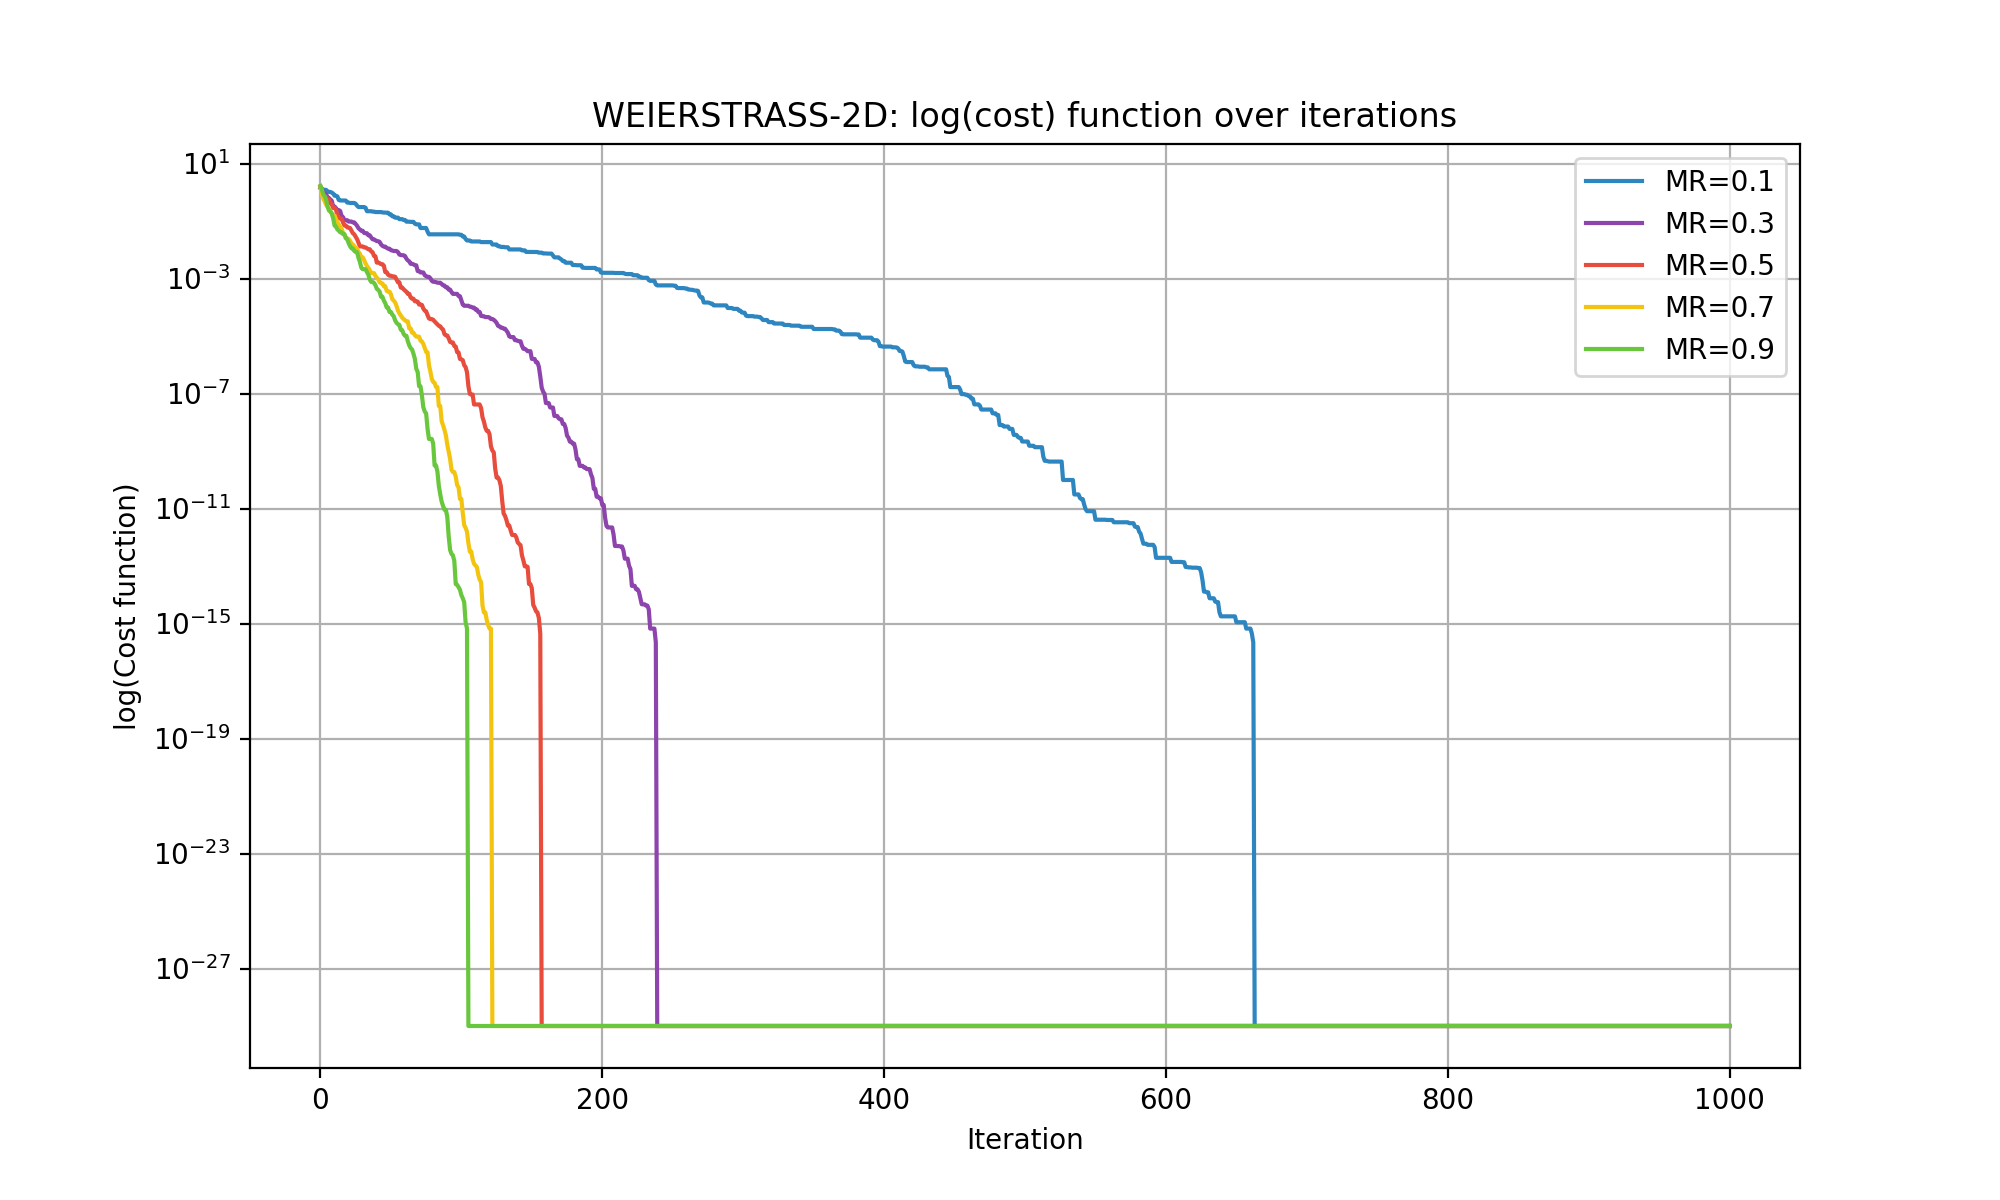 WEIERSTRASS-2D: log(cost) function over iterations
10¹
10⁻³
10⁻⁷
10⁻¹¹
10⁻¹⁵
10⁻¹⁹
10⁻²³
10⁻²⁷
log(Cost function)
MR=0.1
MR=0.3
MR=0.5
MR=0.7
MR=0.9
0 200 400 600 800 1000
Iteration